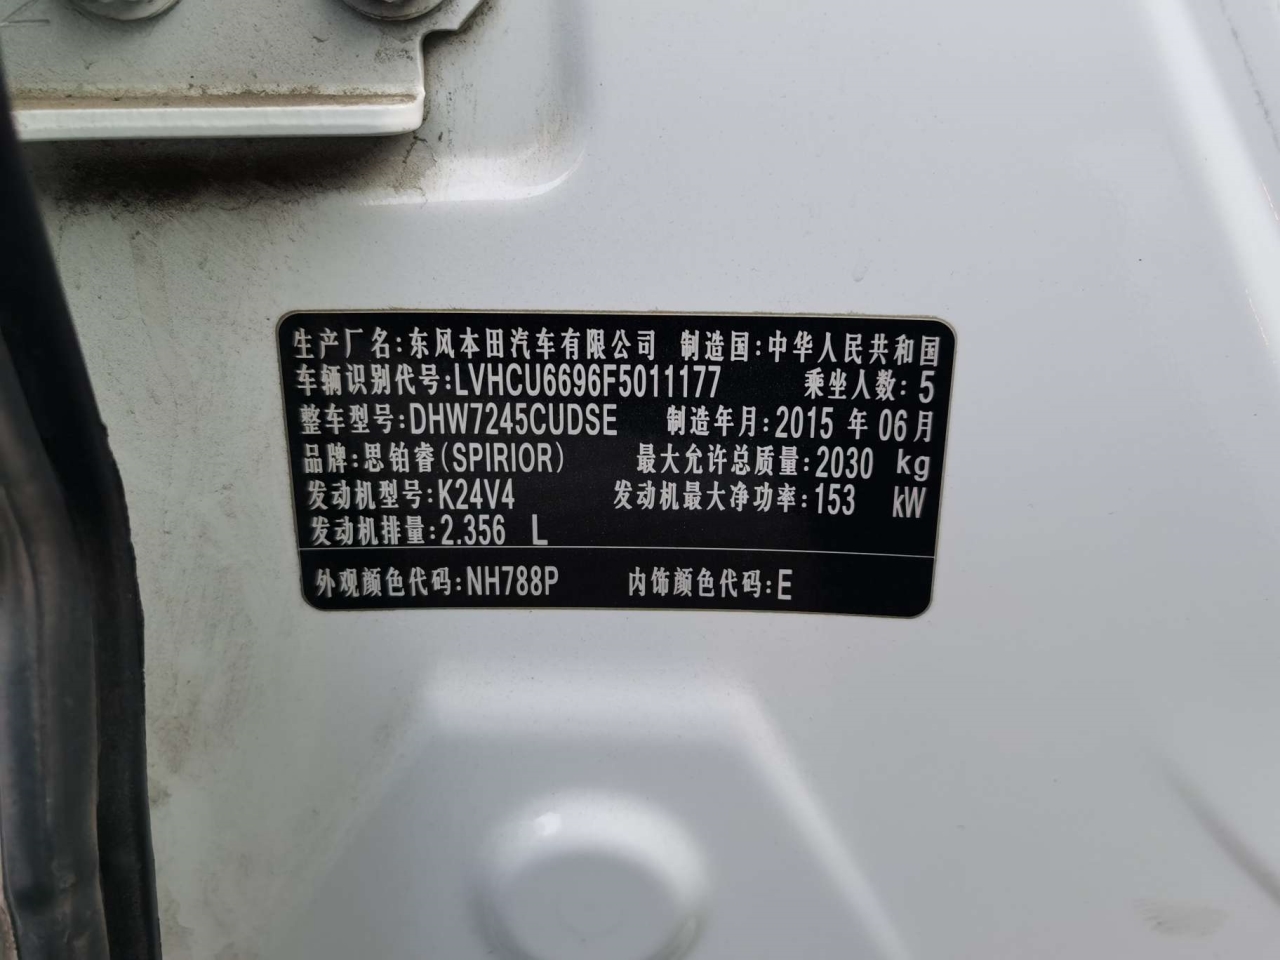 生产厂名:东风本田汽车有限公司 制造国:中华人民共和国
车辆识别代号:LVHCU6696F5011177 乘坐人数:5
整车型号:DHW7245CUDSE 制造年月:2015 年 06 月
品牌:思铂睿(SPIRIOR) 最大允许总质量:2030 kg
发动机型号:K24V4 发动机最大净功率:153 kW
发动机排量:2.356 L
外观颜色代码:NH788P 内饰颜色代码:E